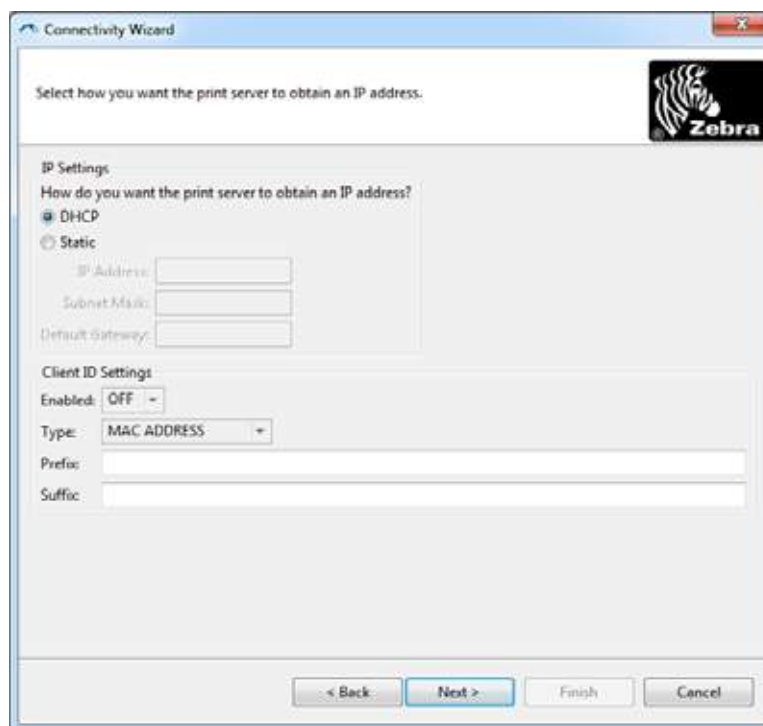 Connectivity Wizard
Select how you want the print server to obtain an IP address.
® Zebra
IP Settings
How do you want the print server to obtain an IP address?
DHCP
Static
IP Address:
Subnet Mask:
Default Gateway:
Client ID Settings
Enabled: OFF
Type: MAC ADDRESS
Prefix:
Suffix:
< Back Next > Finish Cancel